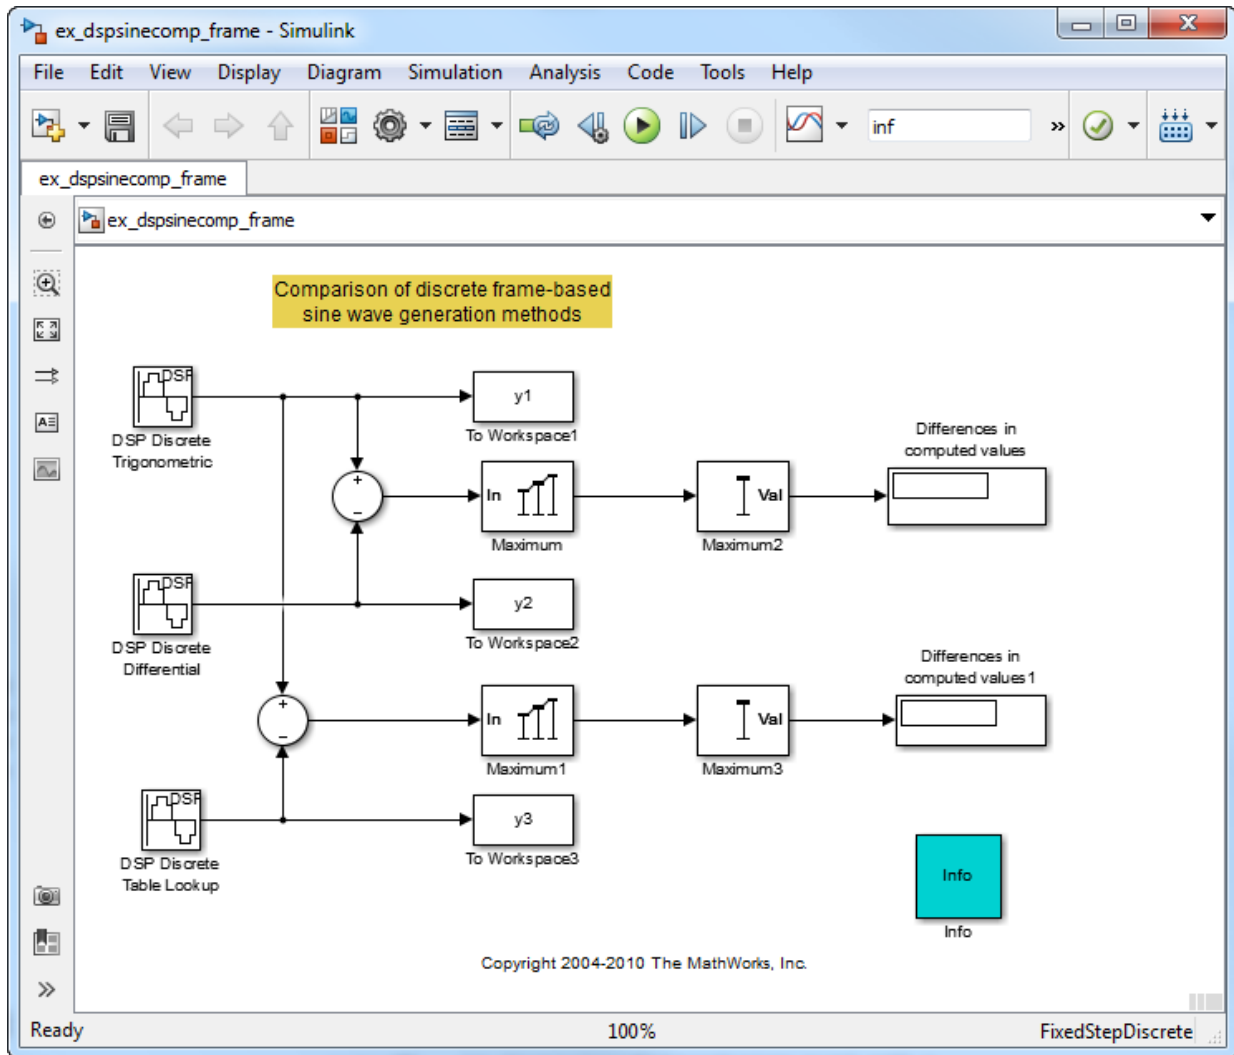 ex_dspsinecomp_frame - Simulink
File Edit View Display Diagram Simulation Analysis Code Tools Help
inf »
ex_dspsinecomp_frame
ex_dspsinecomp_frame
Comparison of discrete frame-based
sine wave generation methods
DSP
DSP Discrete
Trigonometric
y1
To Workspace1
+
−
In
Maximum
Val
Maximum2
Differences in
computed values
DSP
DSP Discrete
Differential
y2
To Workspace2
+
−
In
Maximum1
Val
Maximum3
Differences in
computed values1
DSP
DSP Discrete
Table Lookup
y3
To Workspace3
Info
Info
Copyright 2004-2010 The MathWorks, Inc.
Ready 100% FixedStepDiscrete